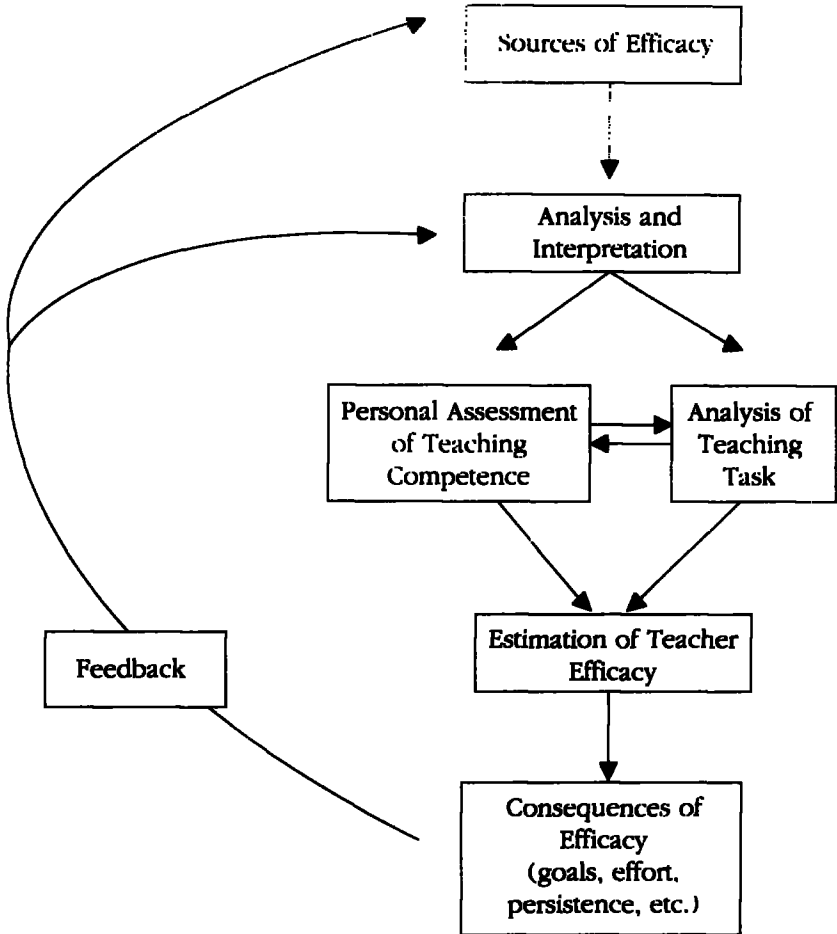 Sources of Efficacy
Analysis and
Interpretation
Personal Assessment
of Teaching
Competence
Analysis of
Teaching
Task
Estimation of Teacher
Efficacy
Feedback
Consequences of
Efficacy
(goals, effort,
persistence, etc.)